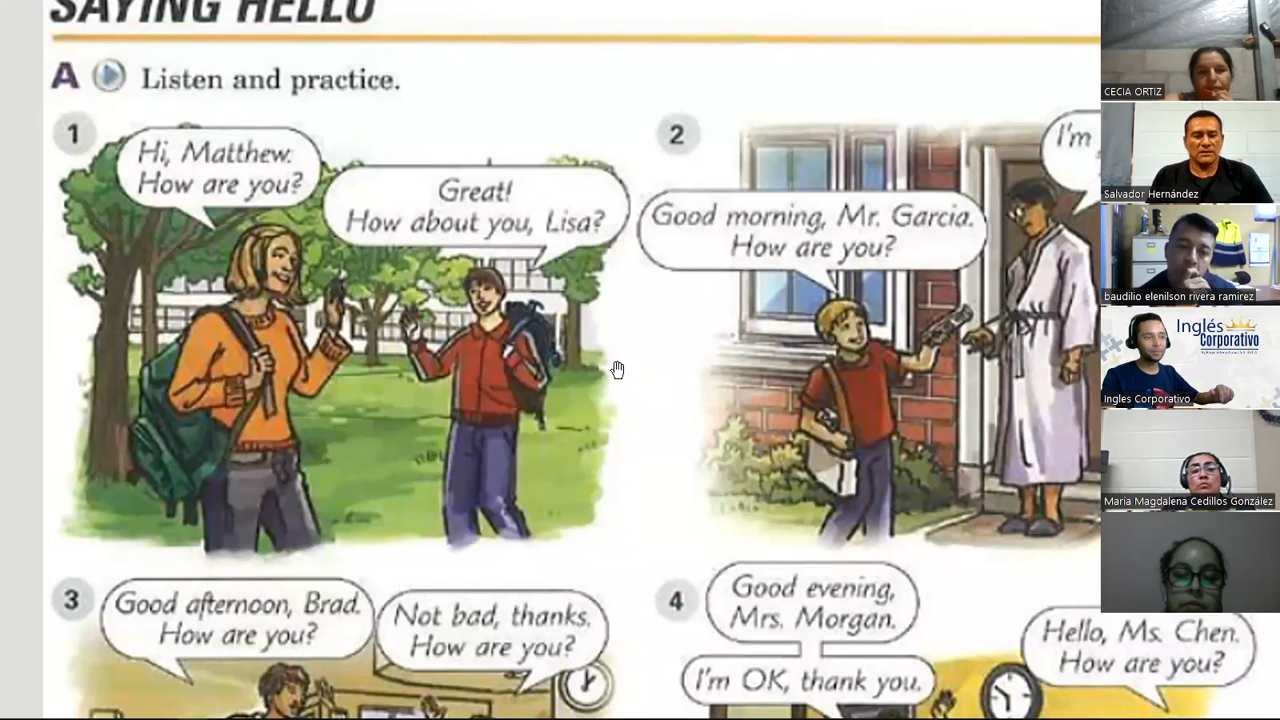 SAYING HELLO
A Listen and practice.
1
Hi, Matthew.
How are you?
Great!
How about you, Lisa?
2
Good morning, Mr. Garcia.
How are you?
I'm
3
Good afternoon, Brad.
How are you?
Not bad, thanks.
How are you?
4
Good evening,
Mrs. Morgan.
I'm OK, thank you.
Hello, Ms. Chen.
How are you?
CECIA ORTIZ
Salvador Hernández
baudilio elenilson rivera ramirez
Inglés
Corporativo
Ingles Corporativo
Maria Magdalena Cedillos González